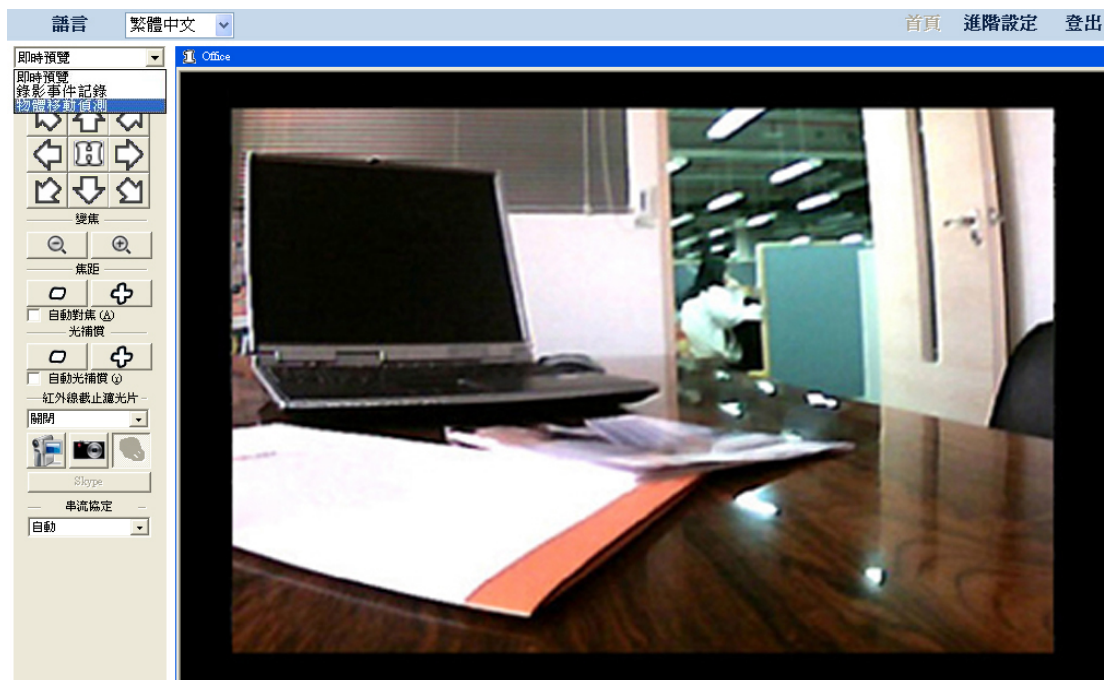 語言 繁體中文 首頁 進階設定 登出
即時預覽
Office
即時預覽
錄影事件記錄
物體移動偵測
變焦
焦距
自動對焦 (A)
光補償
自動光補償 (I)
紅外線截止濾光片
關閉
Skype
串流協定
自動